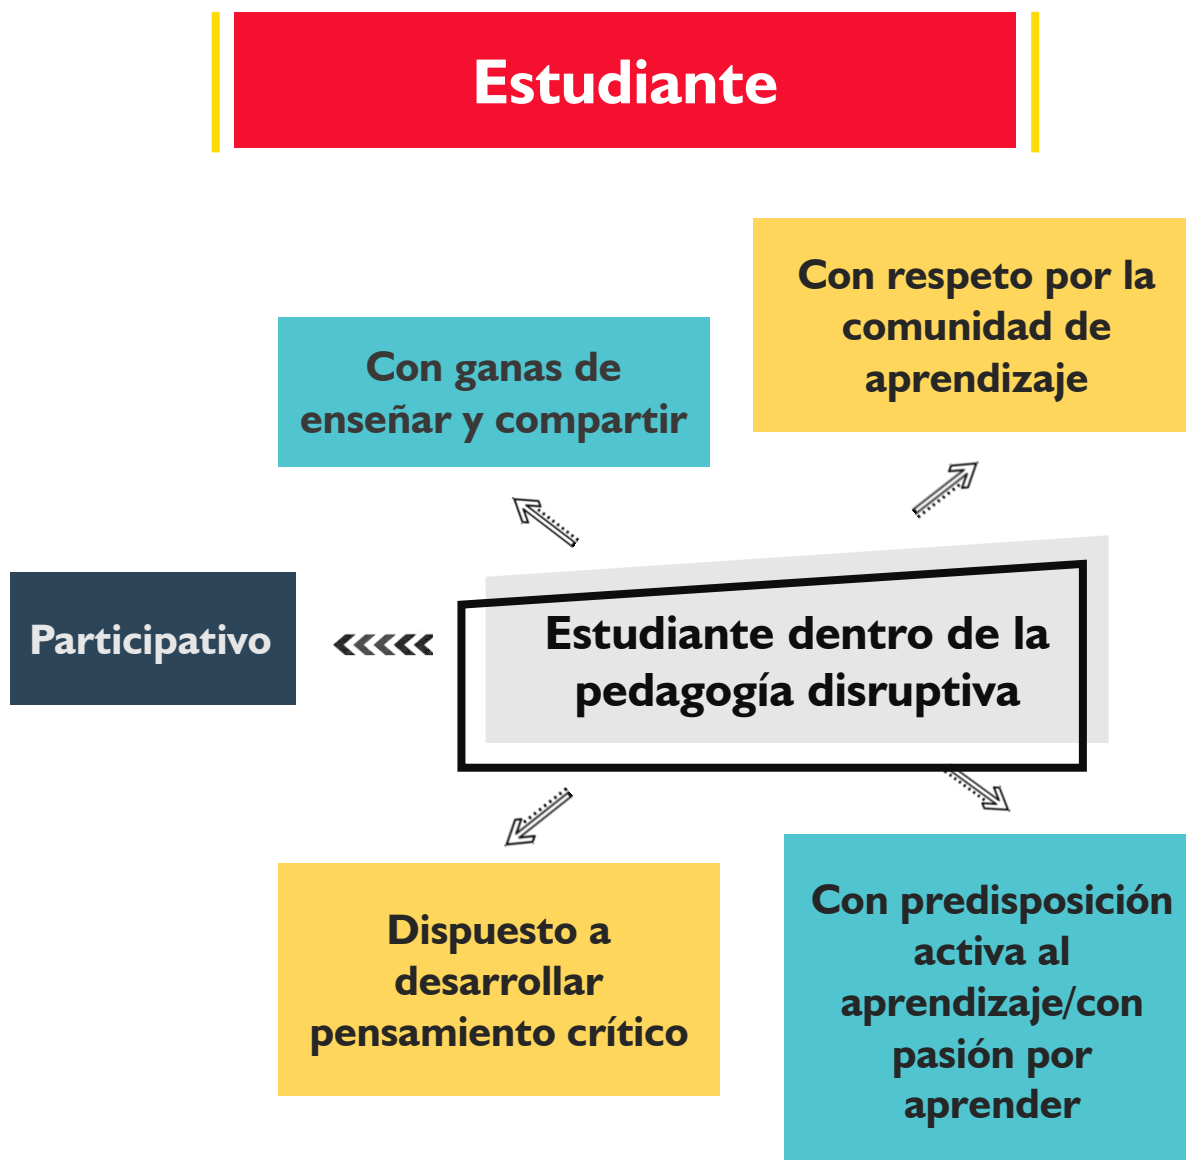 Estudiante
Con respeto por la
comunidad de
aprendizaje
Con ganas de
enseñar y compartir
Participativo
Estudiante dentro de la
pedagogía disruptiva
Dispuesto a
desarrollar
pensamiento crítico
Con predisposición
activa al
aprendizaje/con
pasión por
aprender